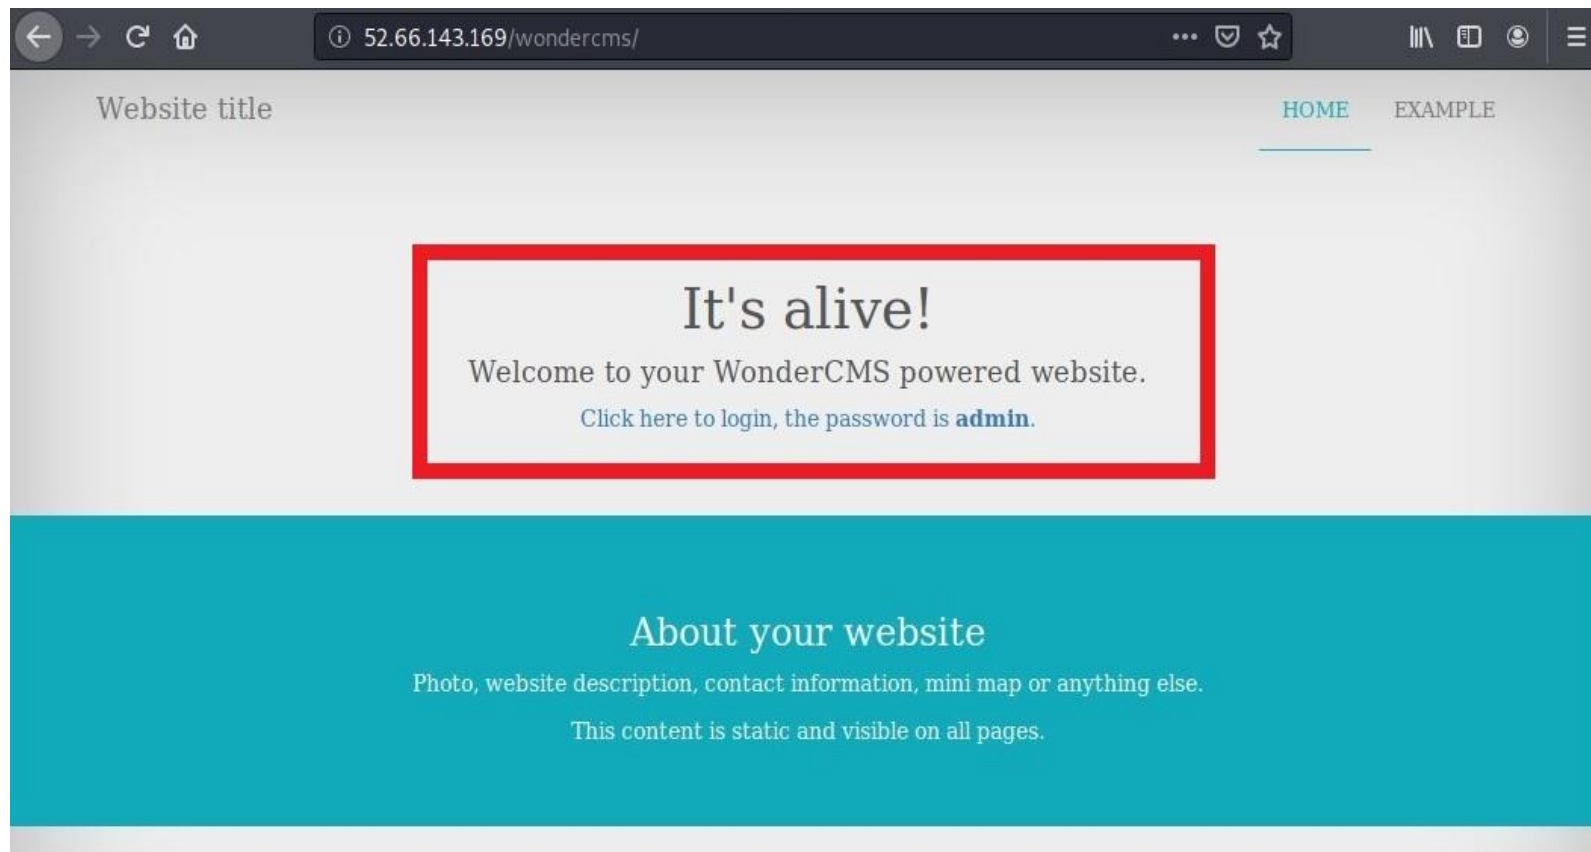 52.66.143.169/wondercms/
Website title
HOME EXAMPLE
It's alive!
Welcome to your WonderCMS powered website.
Click here to login, the password is admin.
About your website
Photo, website description, contact information, mini map or anything else.
This content is static and visible on all pages.